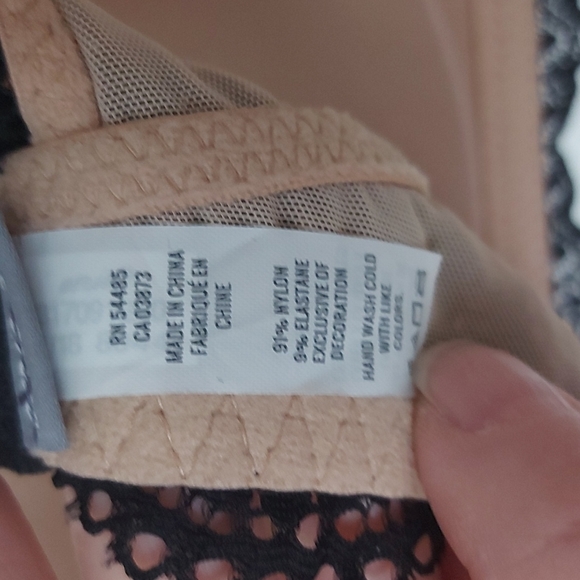 RN 54485
CA 03873
MADE IN CHINA
FABRIQUÉ EN
CHINE
91% NYLON
9% ELASTANE
EXCLUSIVE OF
DECORATION
HAND WASH COLD
WITH LIKE
COLORS.